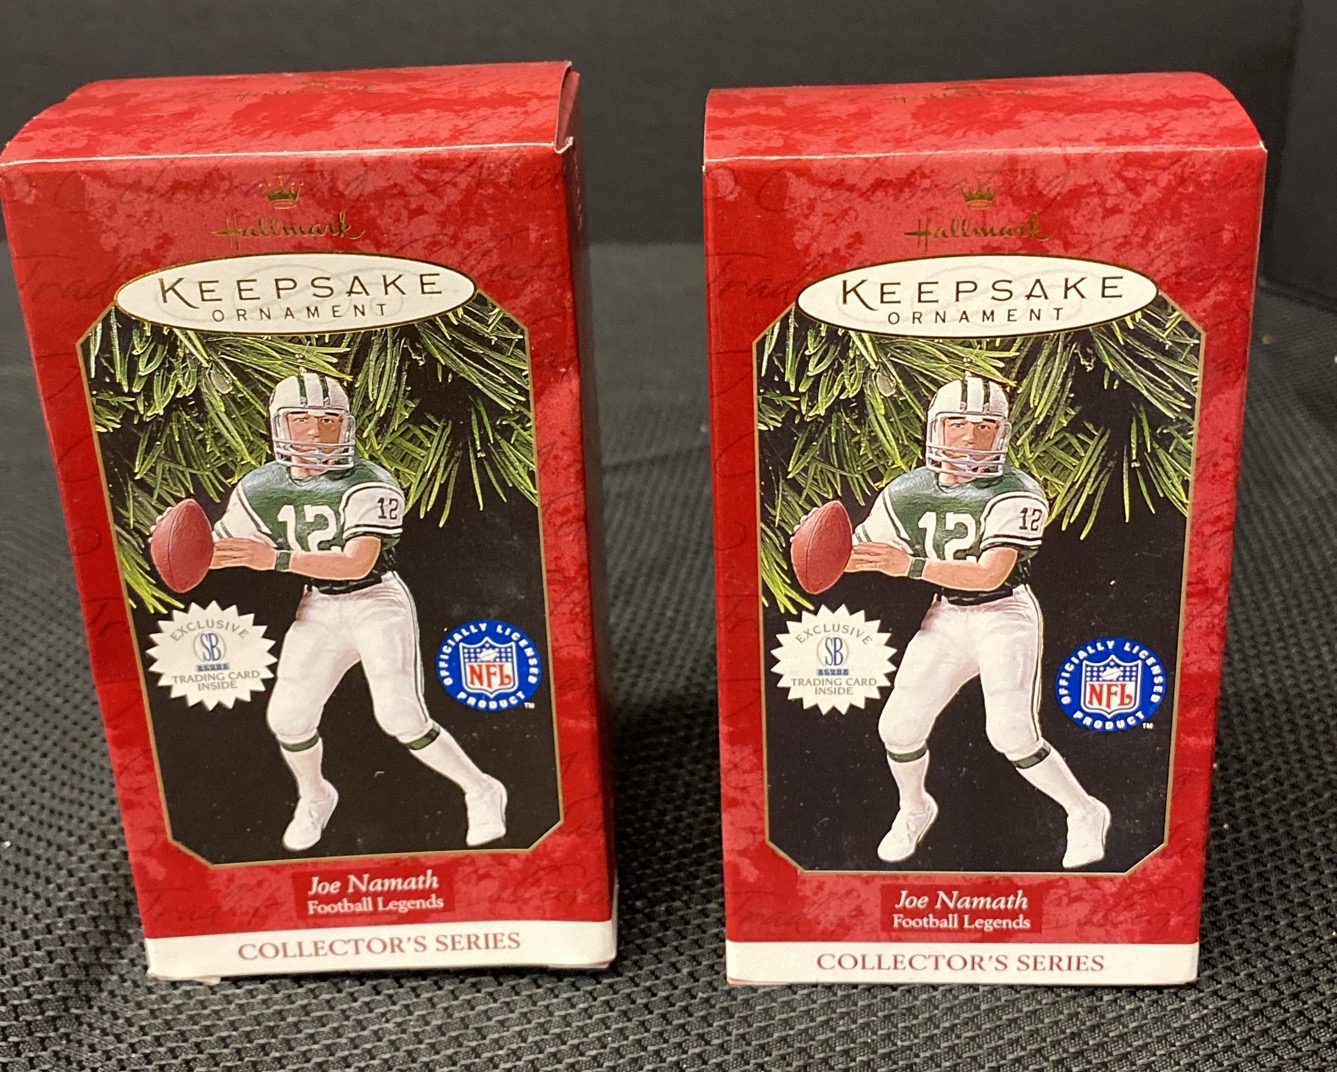 Hallmark
KEEPSAKE
ORNAMENT
12
12
EXCLUSIVE
SB
TRADING CARD
INSIDE
OFFICIALLY LICENSED
NFL
PRODUCT™
Joe Namath
Football Legends
COLLECTOR'S SERIES
Hallmark
KEEPSAKE
ORNAMENT
12
12
EXCLUSIVE
SB
TRADING CARD
INSIDE
OFFICIALLY LICENSED
NFL
PRODUCT™
Joe Namath
Football Legends
COLLECTOR'S SERIES